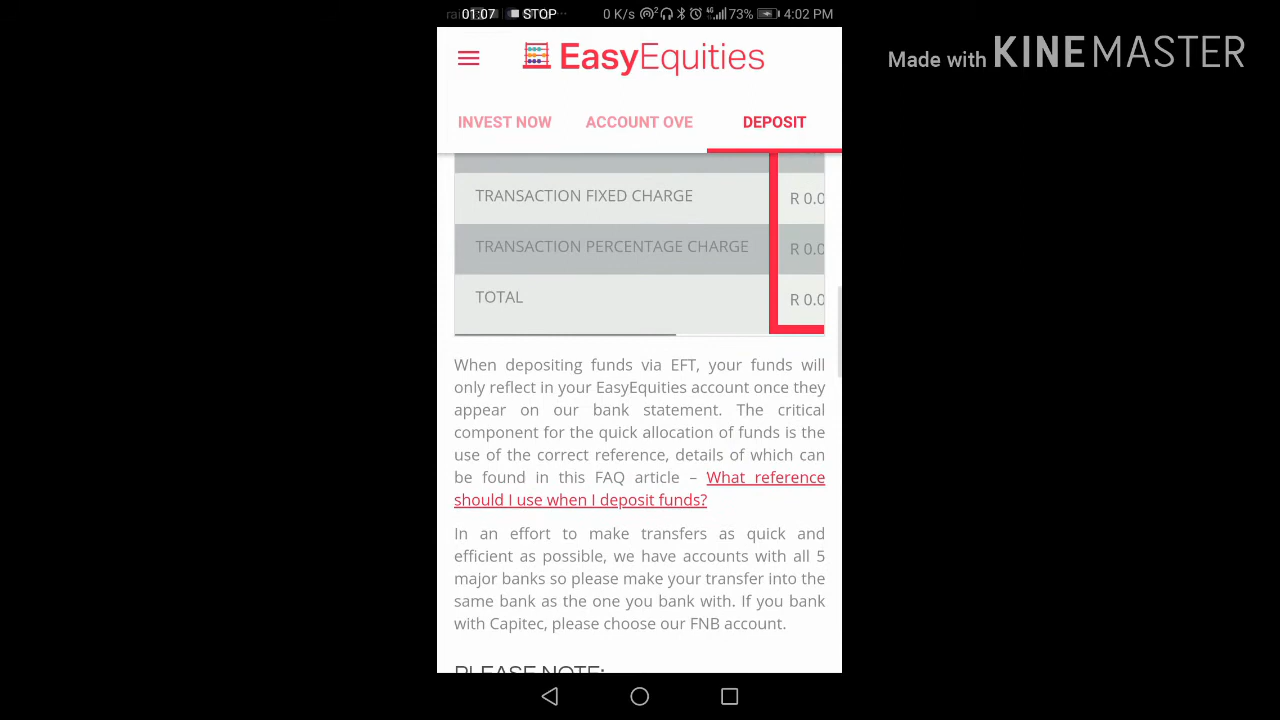 01:07 STOP 0 K/s 73% 4:02 PM
Made with KINEMASTER
EasyEquities
INVEST NOW ACCOUNT OVE DEPOSIT
TRANSACTION FIXED CHARGE R 0.0
TRANSACTION PERCENTAGE CHARGE R 0.0
TOTAL R 0.0
When depositing funds via EFT, your funds will
only reflect in your EasyEquities account once they
appear on our bank statement. The critical
component for the quick allocation of funds is the
use of the correct reference, details of which can
be found in this FAQ article – What reference
should I use when I deposit funds?
In an effort to make transfers as quick and
efficient as possible, we have accounts with all 5
major banks so please make your transfer into the
same bank as the one you bank with. If you bank
with Capitec, please choose our FNB account.
PLEASE NOTE: